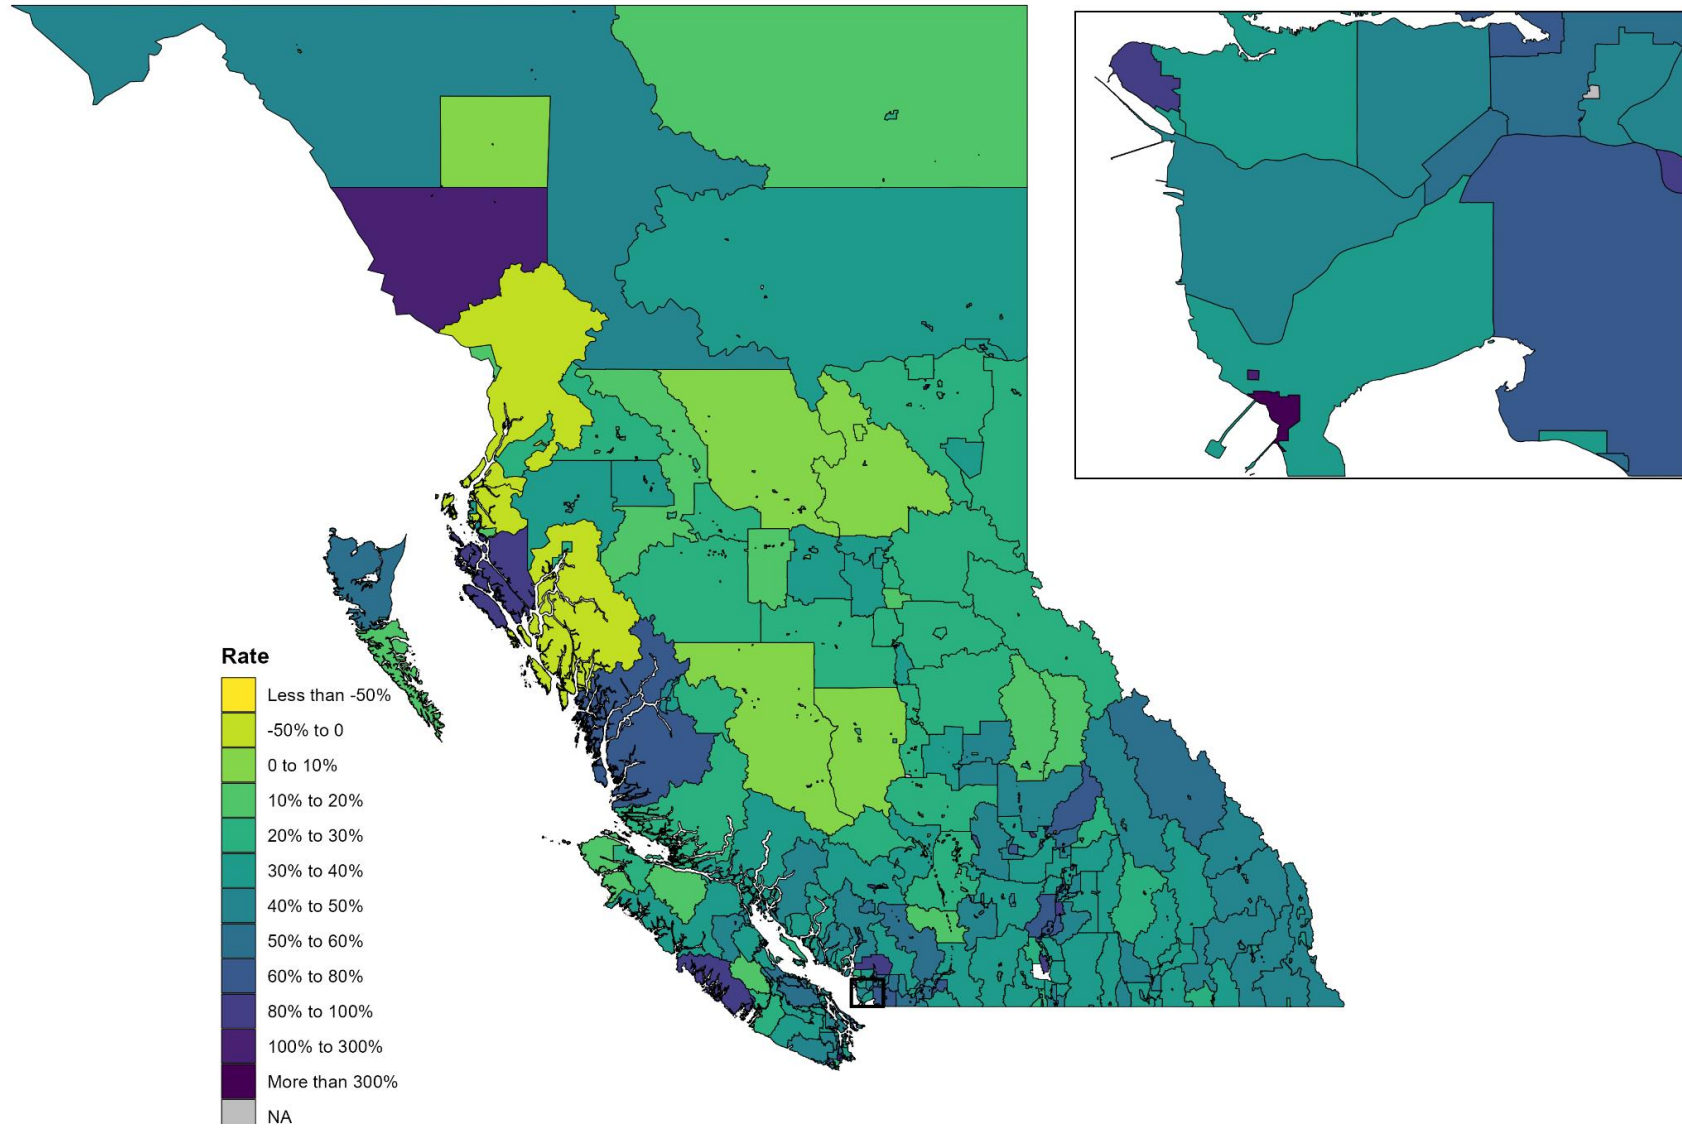 Rate
Less than -50%
-50% to 0
0 to 10%
10% to 20%
20% to 30%
30% to 40%
40% to 50%
50% to 60%
60% to 80%
80% to 100%
100% to 300%
More than 300%
NA